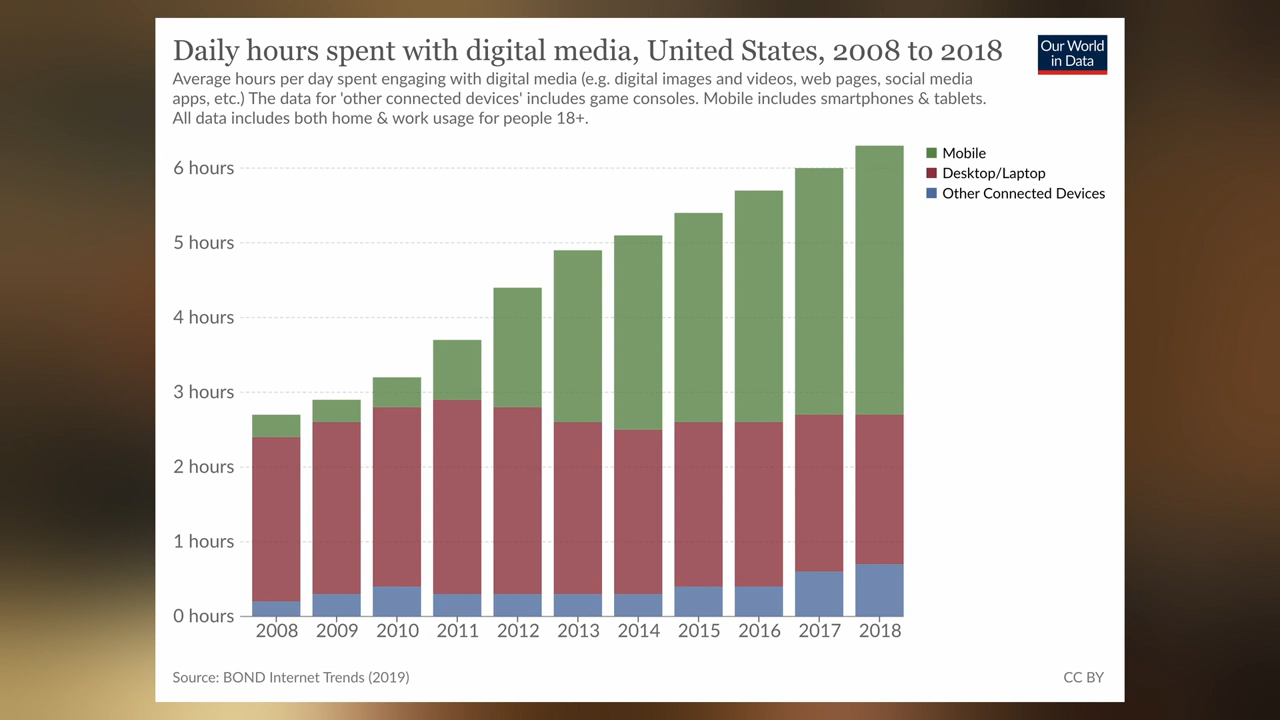 Daily hours spent with digital media, United States, 2008 to 2018
Our World
in Data
Average hours per day spent engaging with digital media (e.g. digital images and videos, web pages, social media
apps, etc.) The data for 'other connected devices' includes game consoles. Mobile includes smartphones & tablets.
All data includes both home & work usage for people 18+.
Mobile
Desktop/Laptop
Other Connected Devices
6 hours
5 hours
4 hours
3 hours
2 hours
1 hours
0 hours
2008 2009 2010 2011 2012 2013 2014 2015 2016 2017 2018
Source: BOND Internet Trends (2019)
CC BY